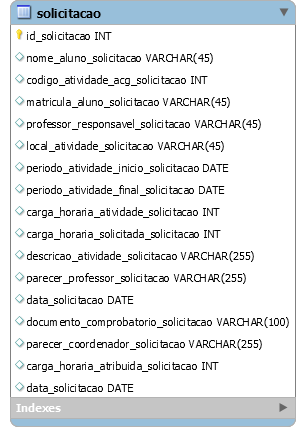 solicitacao
id_solicitacao INT
nome_aluno_solicitacao VARCHAR(45)
codigo_atividade_acg_solicitacao INT
matricula_aluno_solicitacao VARCHAR(45)
professor_responsavel_solicitacao VARCHAR(45)
local_atividade_solicitacao VARCHAR(45)
periodo_atividade_inicio_solicitacao DATE
periodo_atividade_final_solicitacao DATE
carga_horaria_atividade_solicitacao INT
carga_horaria_solicitada_solicitacao INT
descricao_atividade_solicitacao VARCHAR(255)
parecer_professor_solicitacao VARCHAR(255)
data_solicitacao DATE
documento_comprobatorio_solicitacao VARCHAR(100)
parecer_coordenador_solicitacao VARCHAR(255)
carga_horaria_atribuida_solicitacao INT
data_solicitacao DATE
Indexes